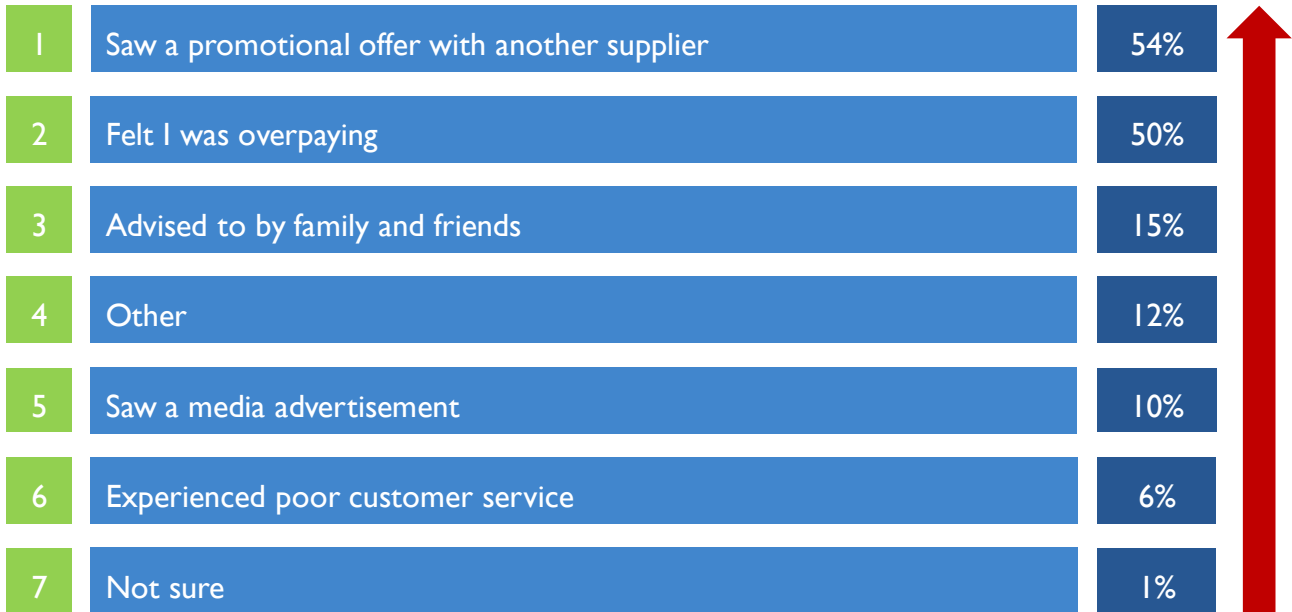 1 Saw a promotional offer with another supplier 54%
2 Felt I was overpaying 50%
3 Advised to by family and friends 15%
4 Other 12%
5 Saw a media advertisement 10%
6 Experienced poor customer service 6%
7 Not sure 1%